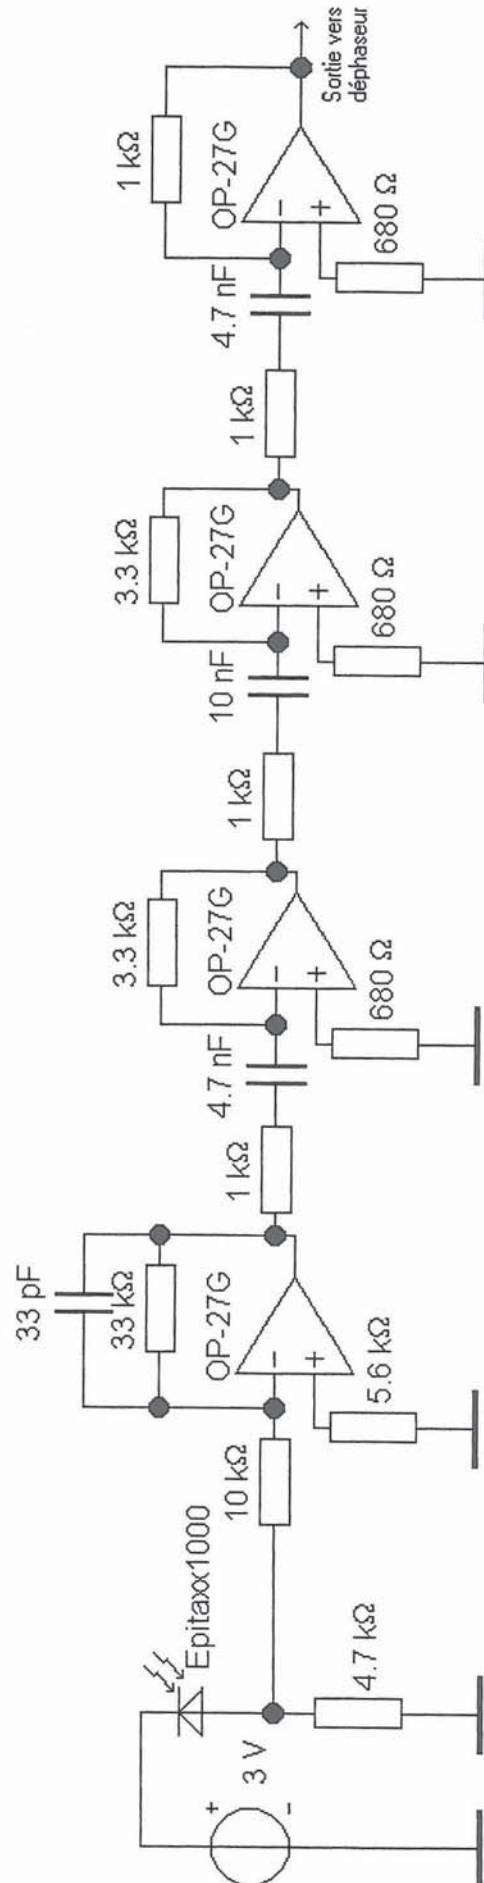 3 V
+
-
Epitaxx1000
4.7 kΩ
10 kΩ
33 pF
33 kΩ
OP-27G
-
+
5.6 kΩ
1 kΩ
4.7 nF
3.3 kΩ
OP-27G
-
+
680 Ω
1 kΩ
10 nF
3.3 kΩ
OP-27G
-
+
680 Ω
1 kΩ
4.7 nF
1 kΩ
OP-27G
-
+
680 Ω
Sortie vers
déphaseur